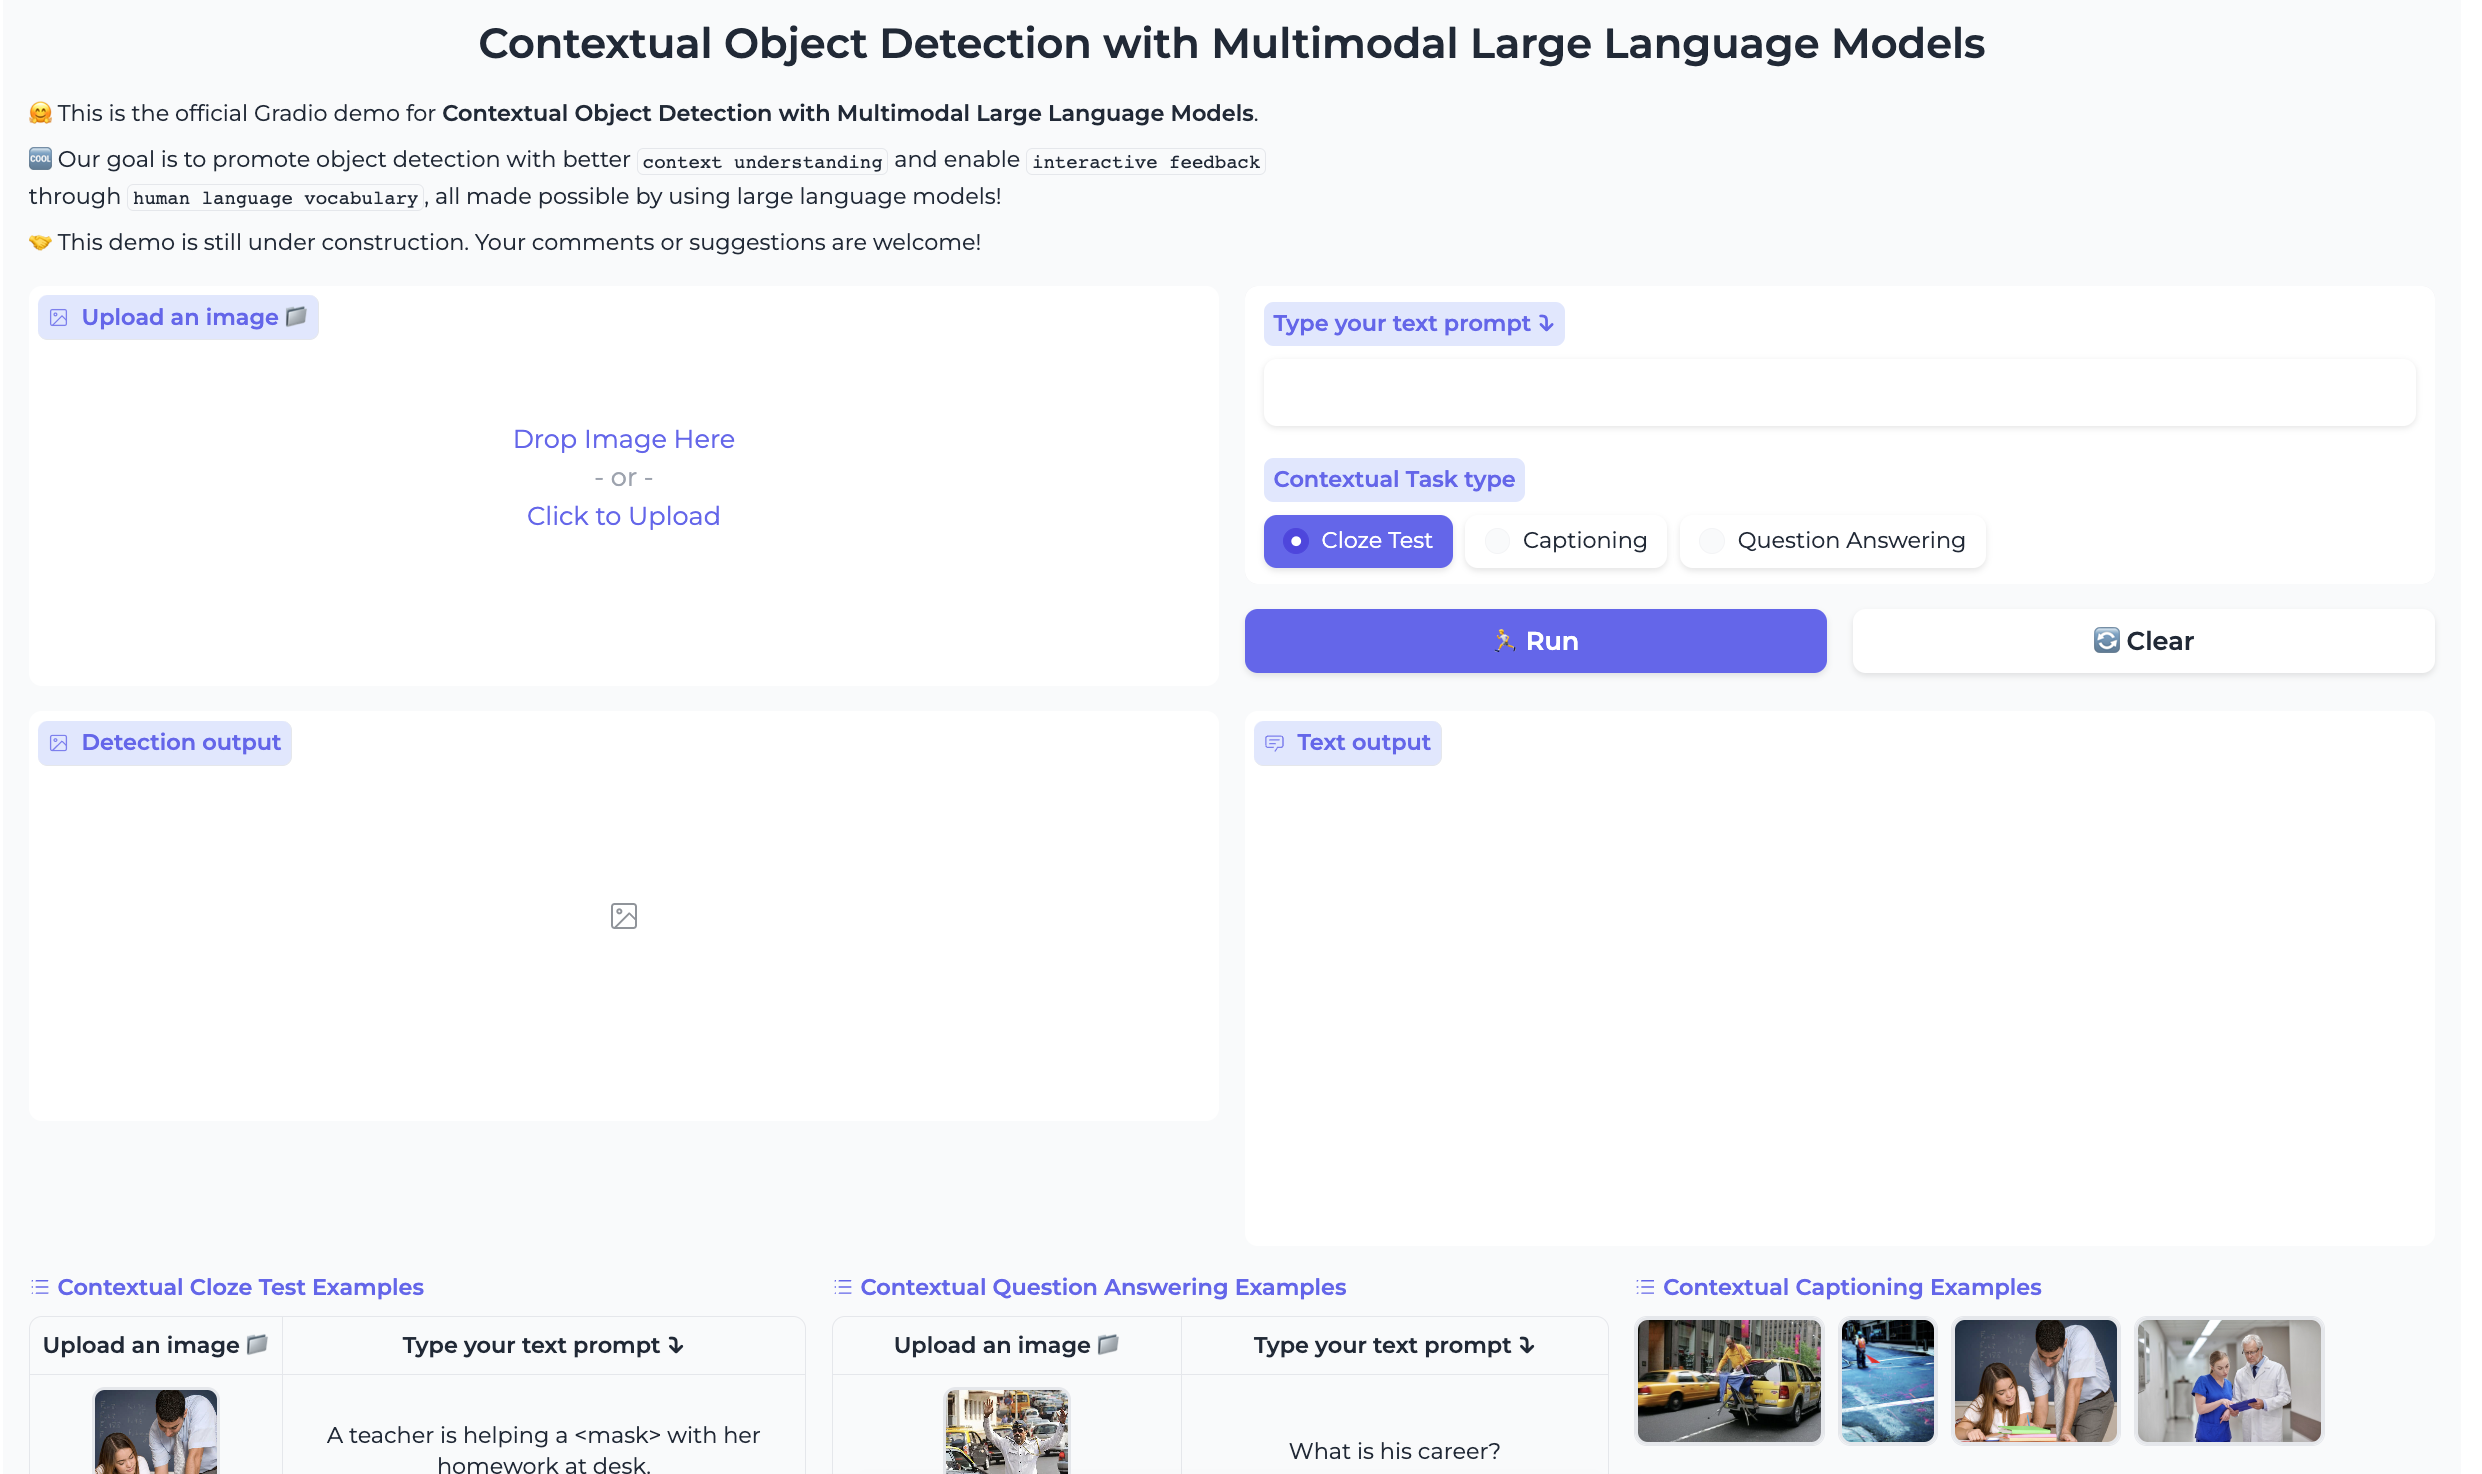 Contextual Object Detection with Multimodal Large Language Models
🤗 This is the official Gradio demo for Contextual Object Detection with Multimodal Large Language Models.
🆒 Our goal is to promote object detection with better context understanding and enable interactive feedback
through human language vocabulary, all made possible by using large language models!
🤝 This demo is still under construction. Your comments or suggestions are welcome!
Upload an image 📁
Drop Image Here
- or -
Click to Upload
Type your text prompt ⤵
Contextual Task type
Cloze Test Captioning Question Answering
🏃 Run 🔄 Clear
Detection output
Text output
Contextual Cloze Test Examples
Upload an image 📁 Type your text prompt ⤵
A teacher is helping a <mask> with her
homework at desk.
Contextual Question Answering Examples
Upload an image 📁 Type your text prompt ⤵
What is his career?
Contextual Captioning Examples